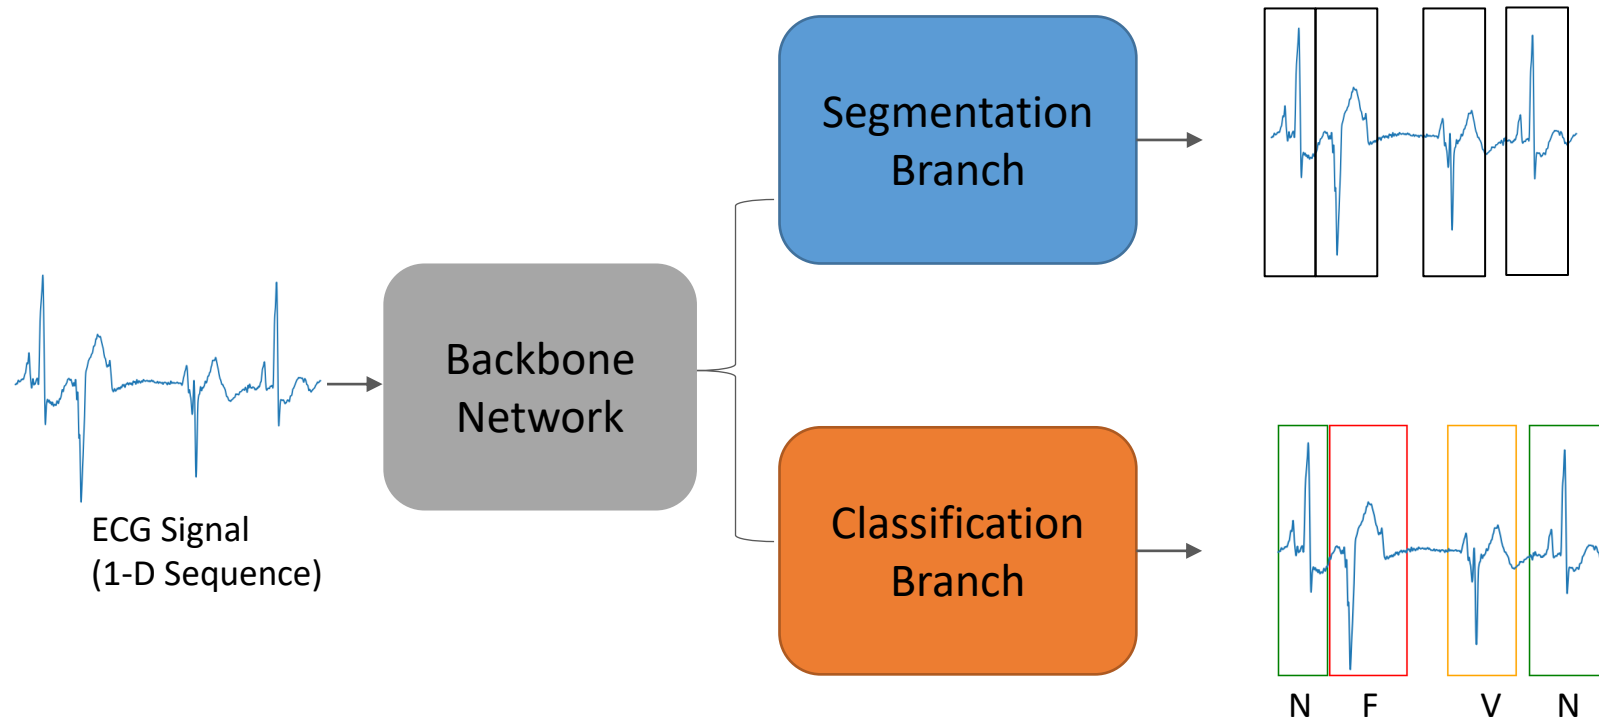 Segmentation
Branch
Backbone
Network
ECG Signal
(1-D Sequence)
Classification
Branch
N F V N